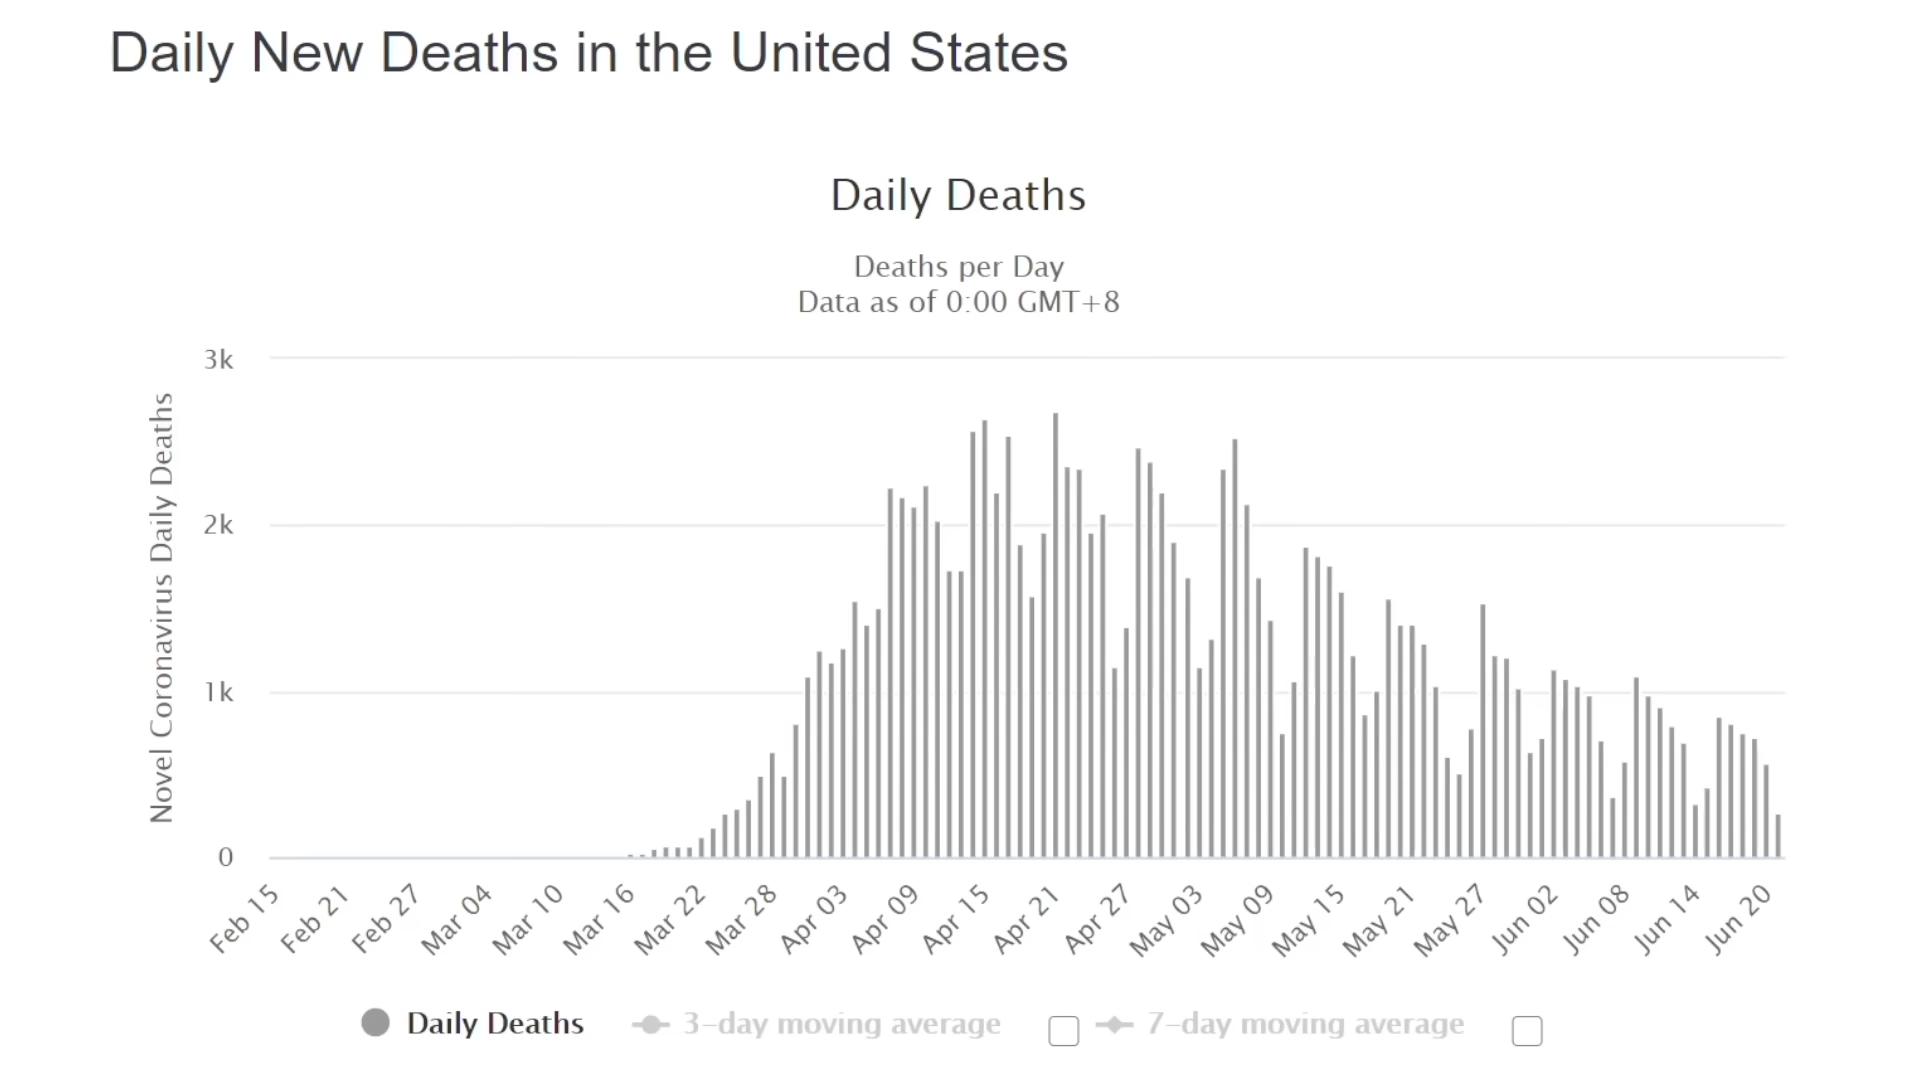 Daily New Deaths in the United States
Daily Deaths
Deaths per Day
Data as of 0:00 GMT+8
Novel Coronavirus Daily Deaths
3k
2k
1k
0
Feb 15
Feb 21
Feb 27
Mar 04
Mar 10
Mar 16
Mar 22
Mar 28
Apr 03
Apr 09
Apr 15
Apr 21
Apr 27
May 03
May 09
May 15
May 21
May 27
Jun 02
Jun 08
Jun 14
Jun 20
Daily Deaths 3-day moving average 7-day moving average